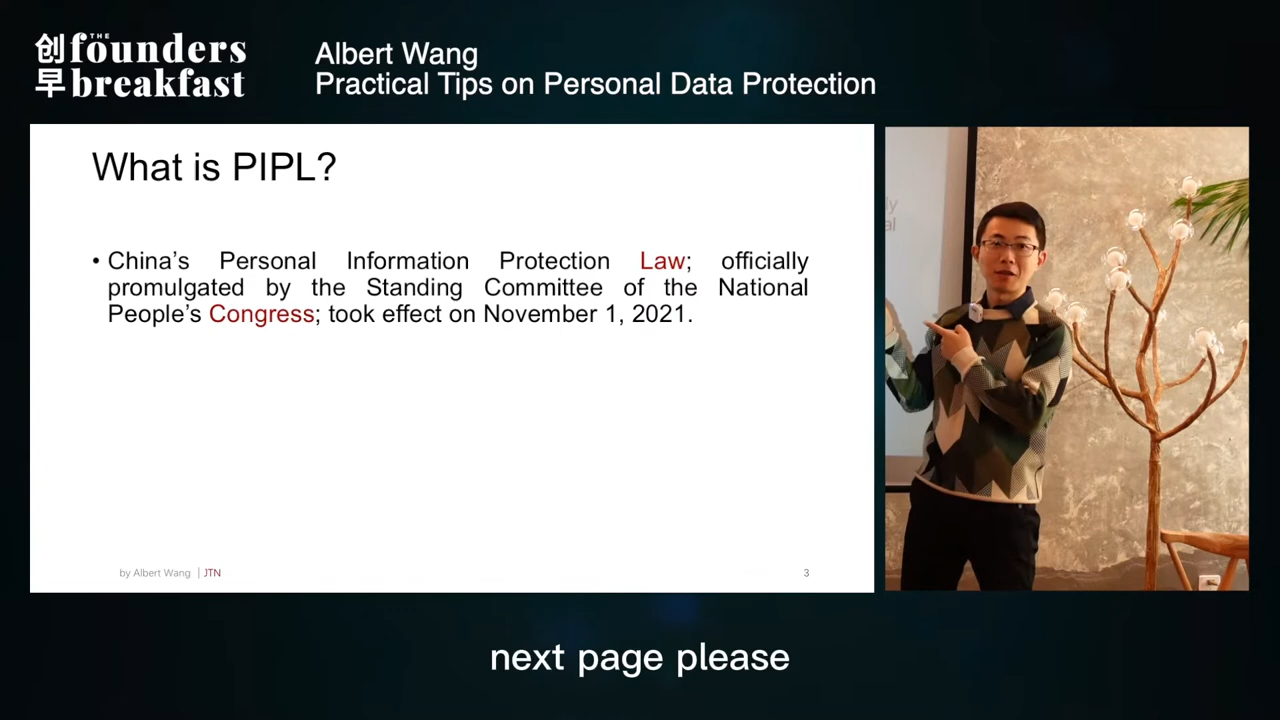 创 THE founders
早 breakfast
Albert Wang
Practical Tips on Personal Data Protection
What is PIPL?
• China’s Personal Information Protection Law; officially
promulgated by the Standing Committee of the National
People’s Congress; took effect on November 1, 2021.
by Albert Wang | JTN
3
next page please